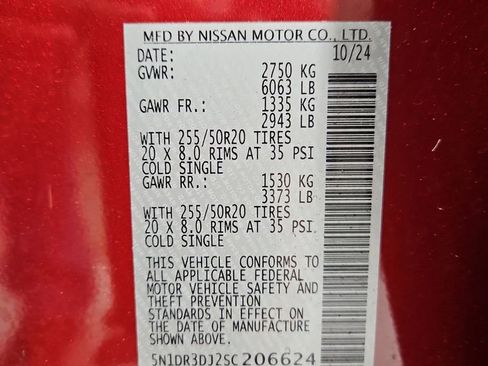 MFD BY NISSAN MOTOR CO., LTD.
DATE: 10/24
GVWR: 2750 KG
6063 LB
GAWR FR.: 1335 KG
2943 LB
WITH 255/50R20 TIRES
20 X 8.0 RIMS AT 35 PSI
COLD SINGLE
GAWR RR.: 1530 KG
3373 LB
WITH 255/50R20 TIRES
20 X 8.0 RIMS AT 35 PSI
COLD SINGLE
THIS VEHICLE CONFORMS TO
ALL APPLICABLE FEDERAL
MOTOR VEHICLE SAFETY AND
THEFT PREVENTION
STANDARDS IN EFFECT ON
THE DATE OF MANUFACTURE
SHOWN ABOVE.
5N1DR3DJ2SC206624